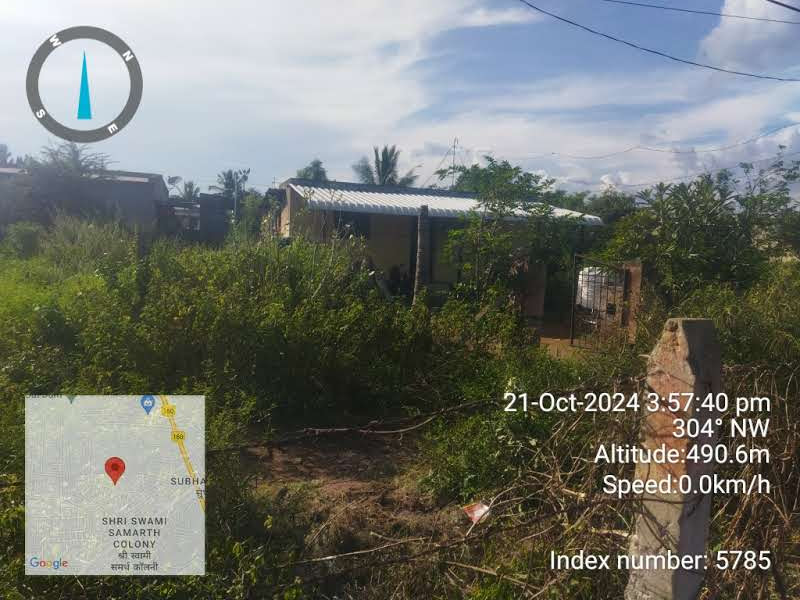 W
N
S
E
160
160
SUBHA
SHRI SWAMI
SAMARTH
COLONY
श्री स्वामी
समर्थ कॉलनी
Google
21-Oct-2024 3:57:40 pm
304° NW
Altitude:490.6m
Speed:0.0km/h
Index number: 5785